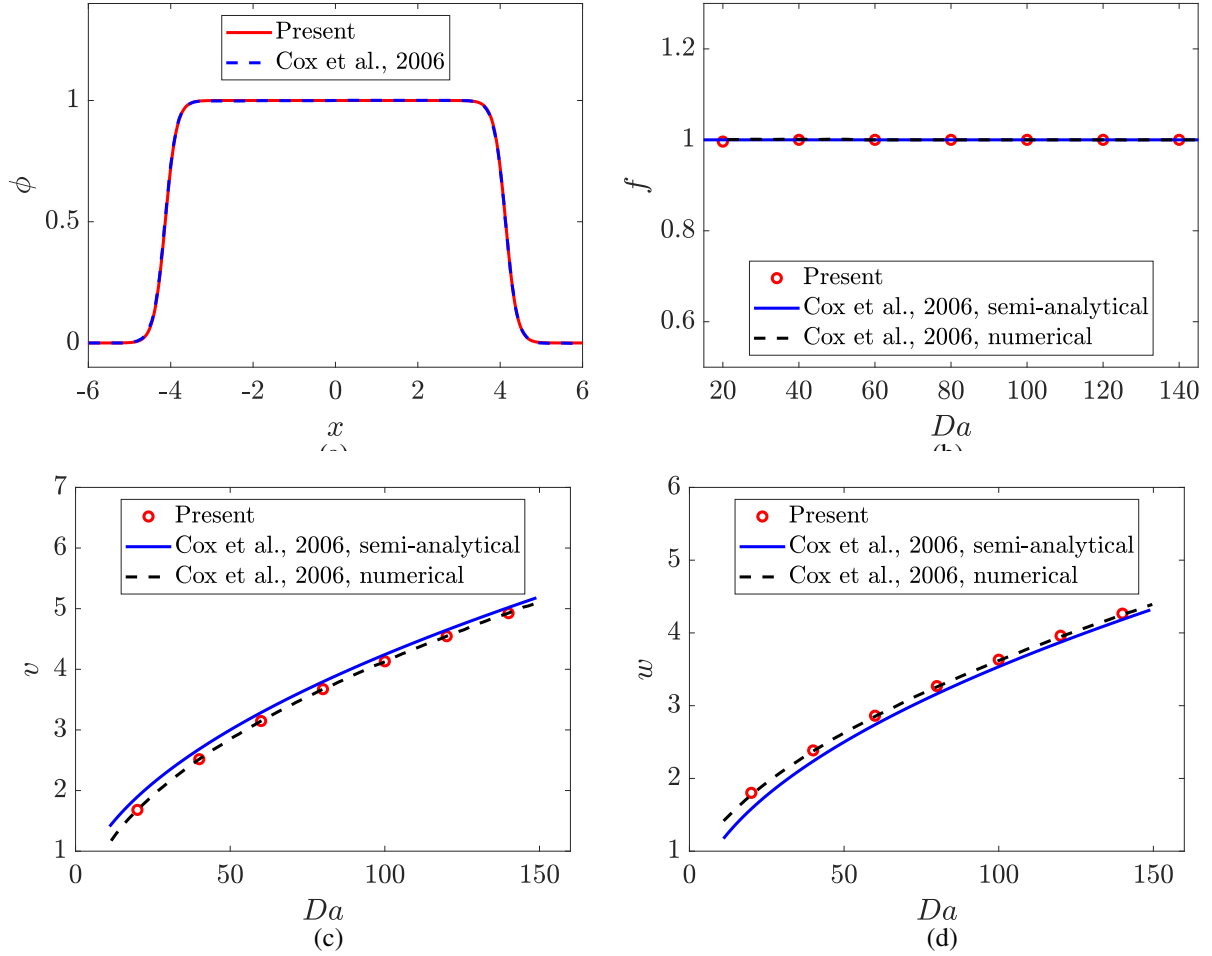 Present
Cox et al., 2006
1
0.5
0
ϕ
-6 -4 -2 0 2 4 6
x
1.2
1
0.8
0.6
f
Present
Cox et al., 2006, semi-analytical
Cox et al., 2006, numerical
20 40 60 80 100 120 140
Da
7
6
5
4
3
2
1
v
Present
Cox et al., 2006, semi-analytical
Cox et al., 2006, numerical
0 50 100 150
Da
(c)
6
5
4
3
2
1
w
Present
Cox et al., 2006, semi-analytical
Cox et al., 2006, numerical
0 50 100 150
Da
(d)